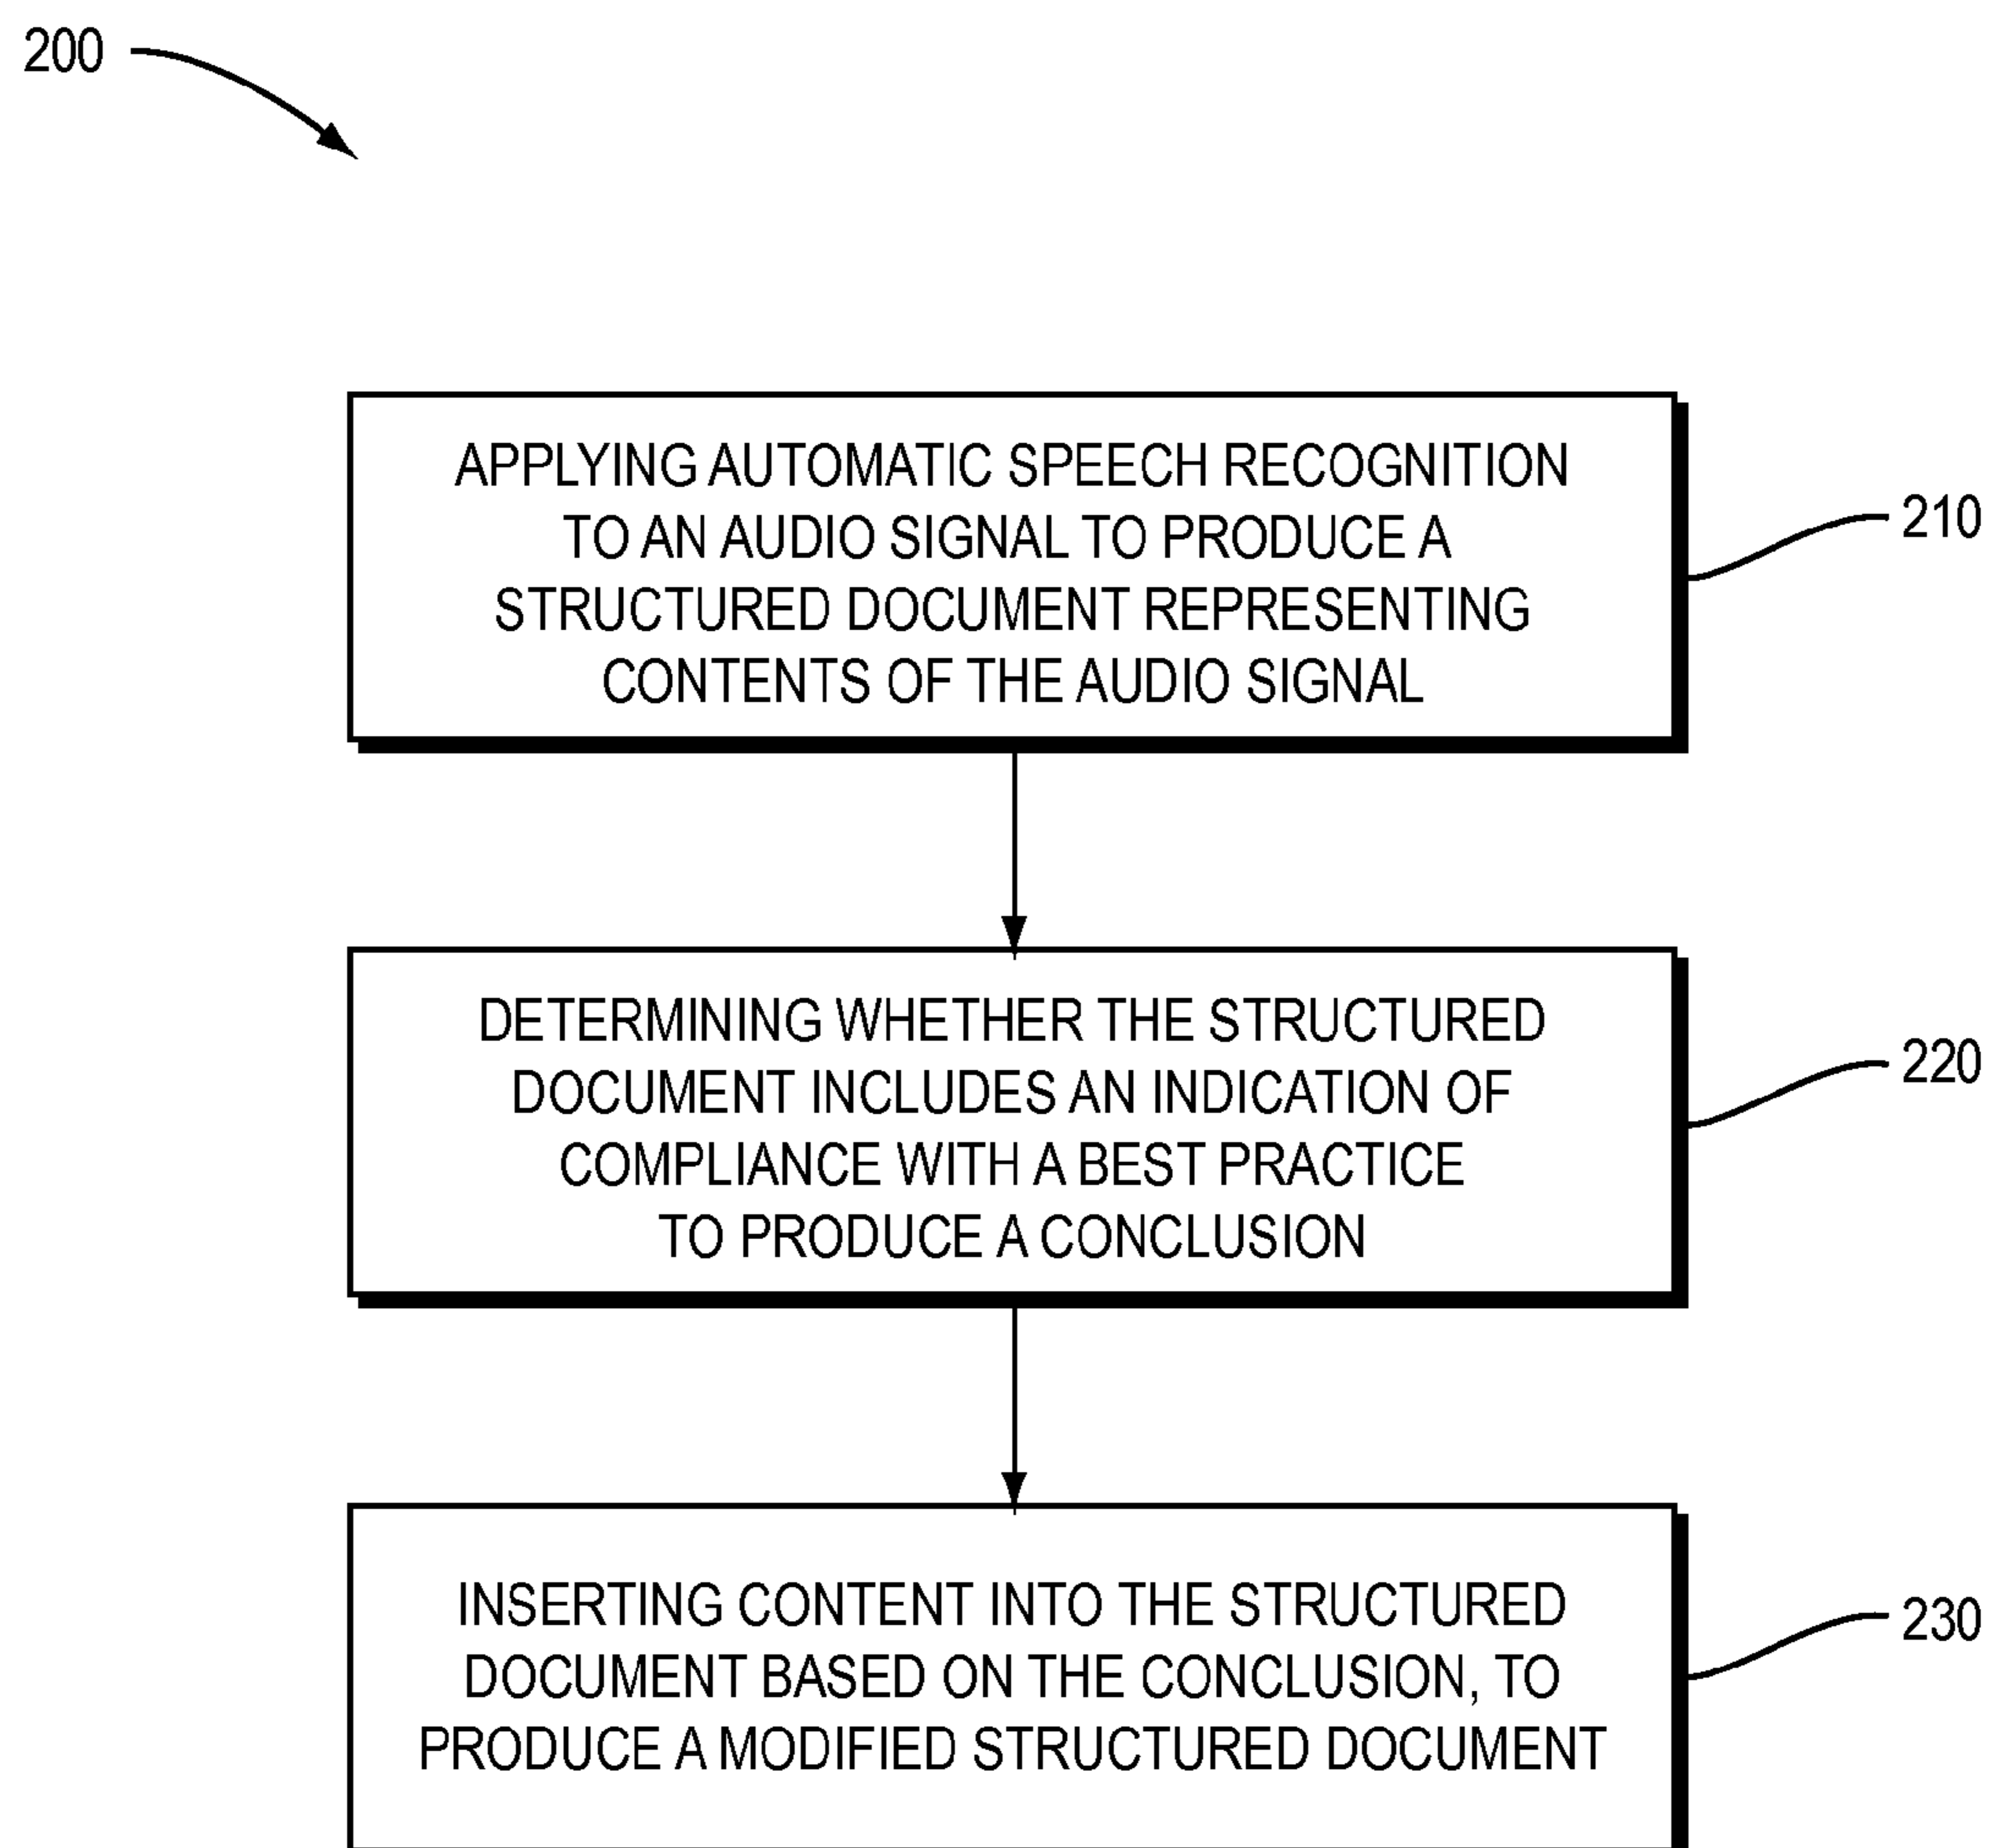 200
APPLYING AUTOMATIC SPEECH RECOGNITION
TO AN AUDIO SIGNAL TO PRODUCE A
STRUCTURED DOCUMENT REPRESENTING
CONTENTS OF THE AUDIO SIGNAL
210
DETERMINING WHETHER THE STRUCTURED
DOCUMENT INCLUDES AN INDICATION OF
COMPLIANCE WITH A BEST PRACTICE
TO PRODUCE A CONCLUSION
220
INSERTING CONTENT INTO THE STRUCTURED
DOCUMENT BASED ON THE CONCLUSION, TO
PRODUCE A MODIFIED STRUCTURED DOCUMENT
230